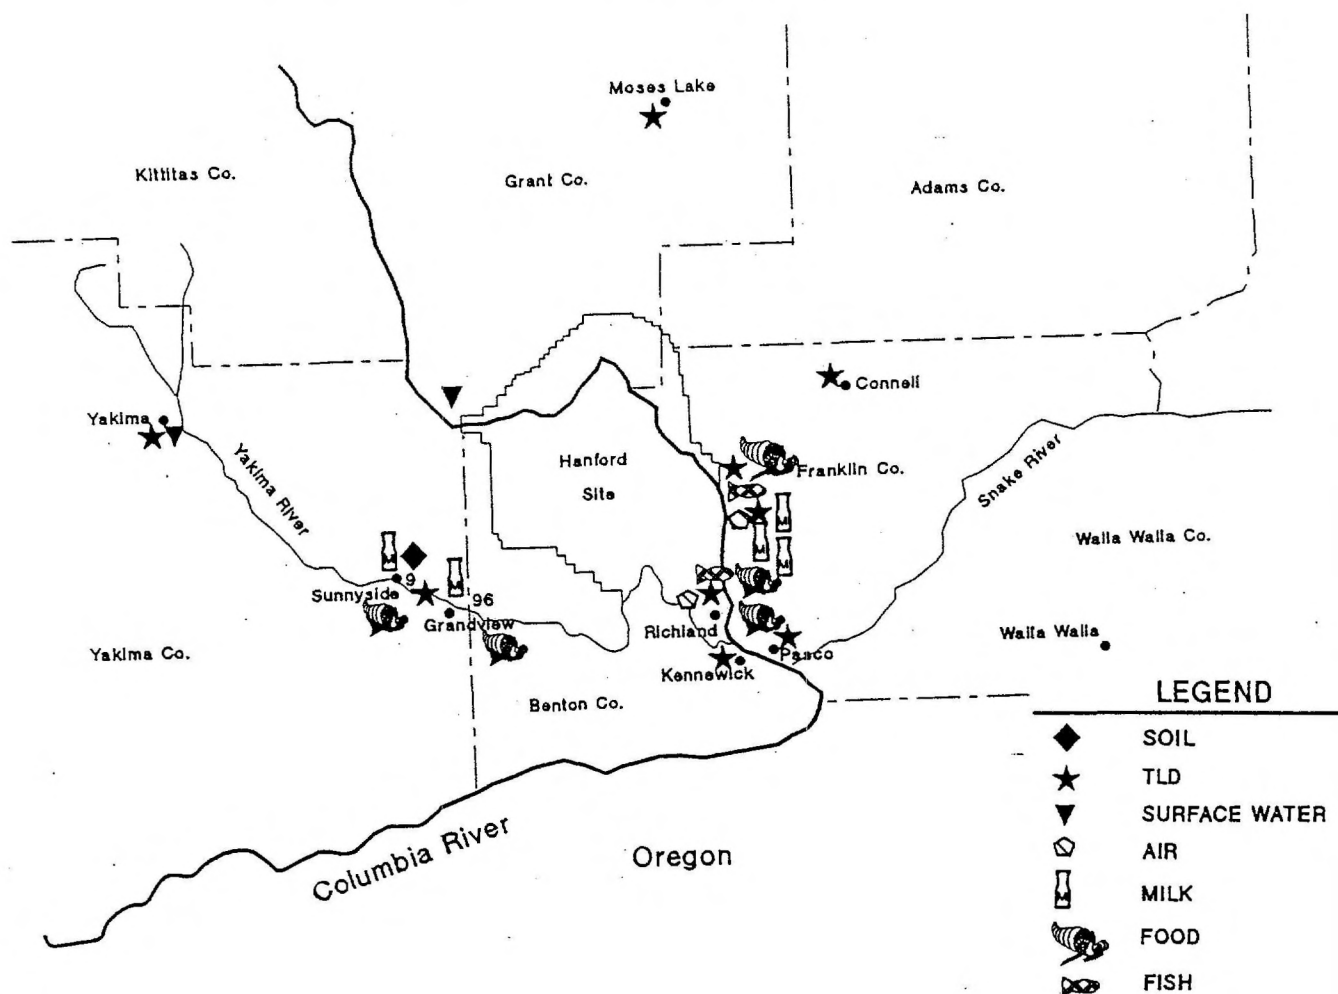 Moses Lake
Kittitas Co.
Grant Co.
Adams Co.
Connell
Yakima
Yakima River
Hanford
Site
Franklin Co.
Snake River
Walla Walla Co.
M
M
M
M
M
9
Sunnyside
96
Grandview
Richland
Pasco
Walla Walla
Yakima Co.
Kennewick
Benton Co.
Columbia River
Oregon
LEGEND
SOIL
TLD
SURFACE WATER
AIR
M
MILK
FOOD
FISH